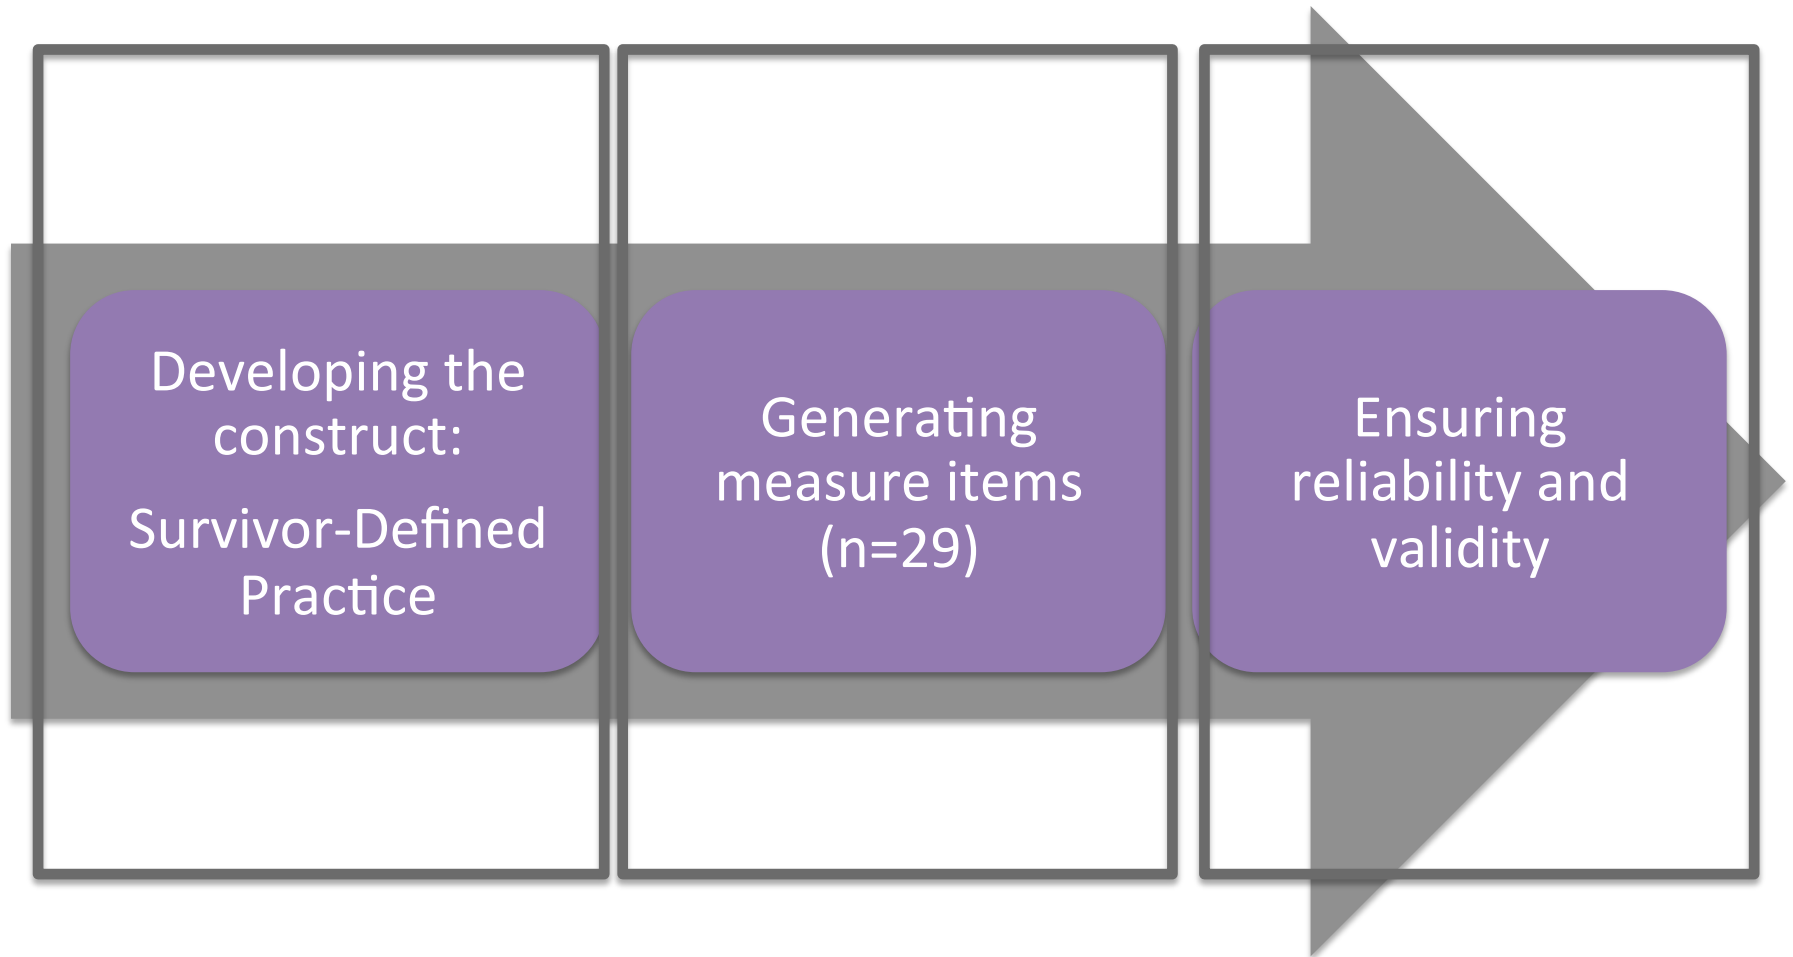 Developing the
construct:
Survivor-Defined
Practice
Generating
measure items
(n=29)
Ensuring
reliability and
validity